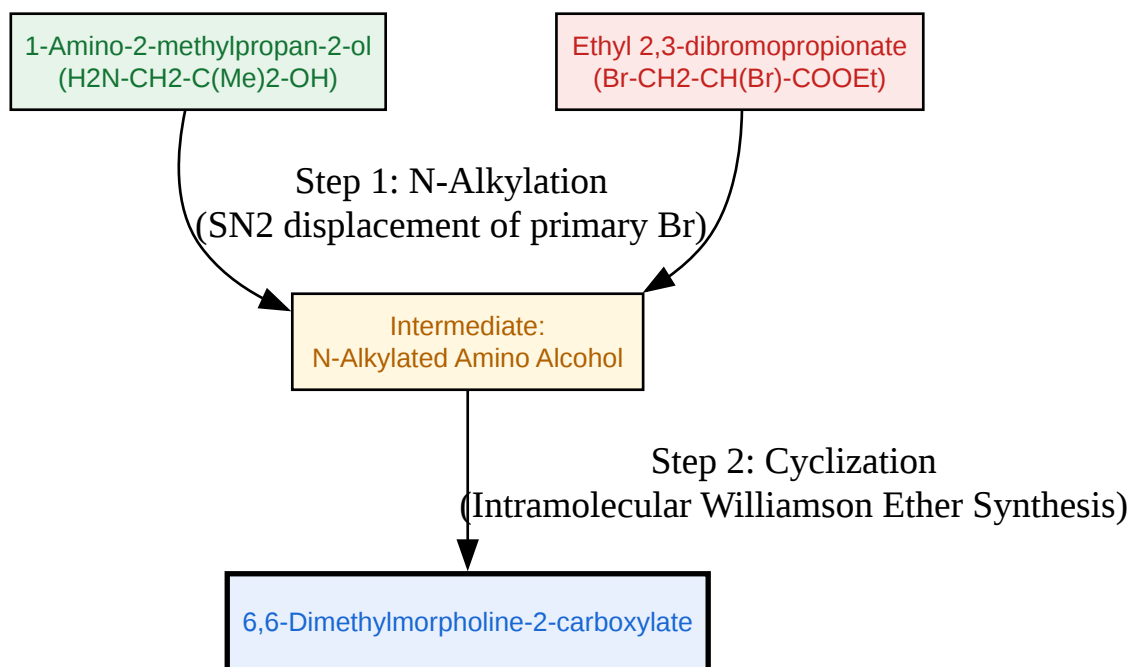 1-Amino-2-methylpropan-2-ol
(H2N-CH2-C(Me)2-OH)
Ethyl 2,3-dibromopropionate
(Br-CH2-CH(Br)-COOEt)
Step 1: N-Alkylation
(SN2 displacement of primary Br)
Intermediate:
N-Alkylated Amino Alcohol
Step 2: Cyclization
(Intramolecular Williamson Ether Synthesis)
6,6-Dimethylmorpholine-2-carboxylate